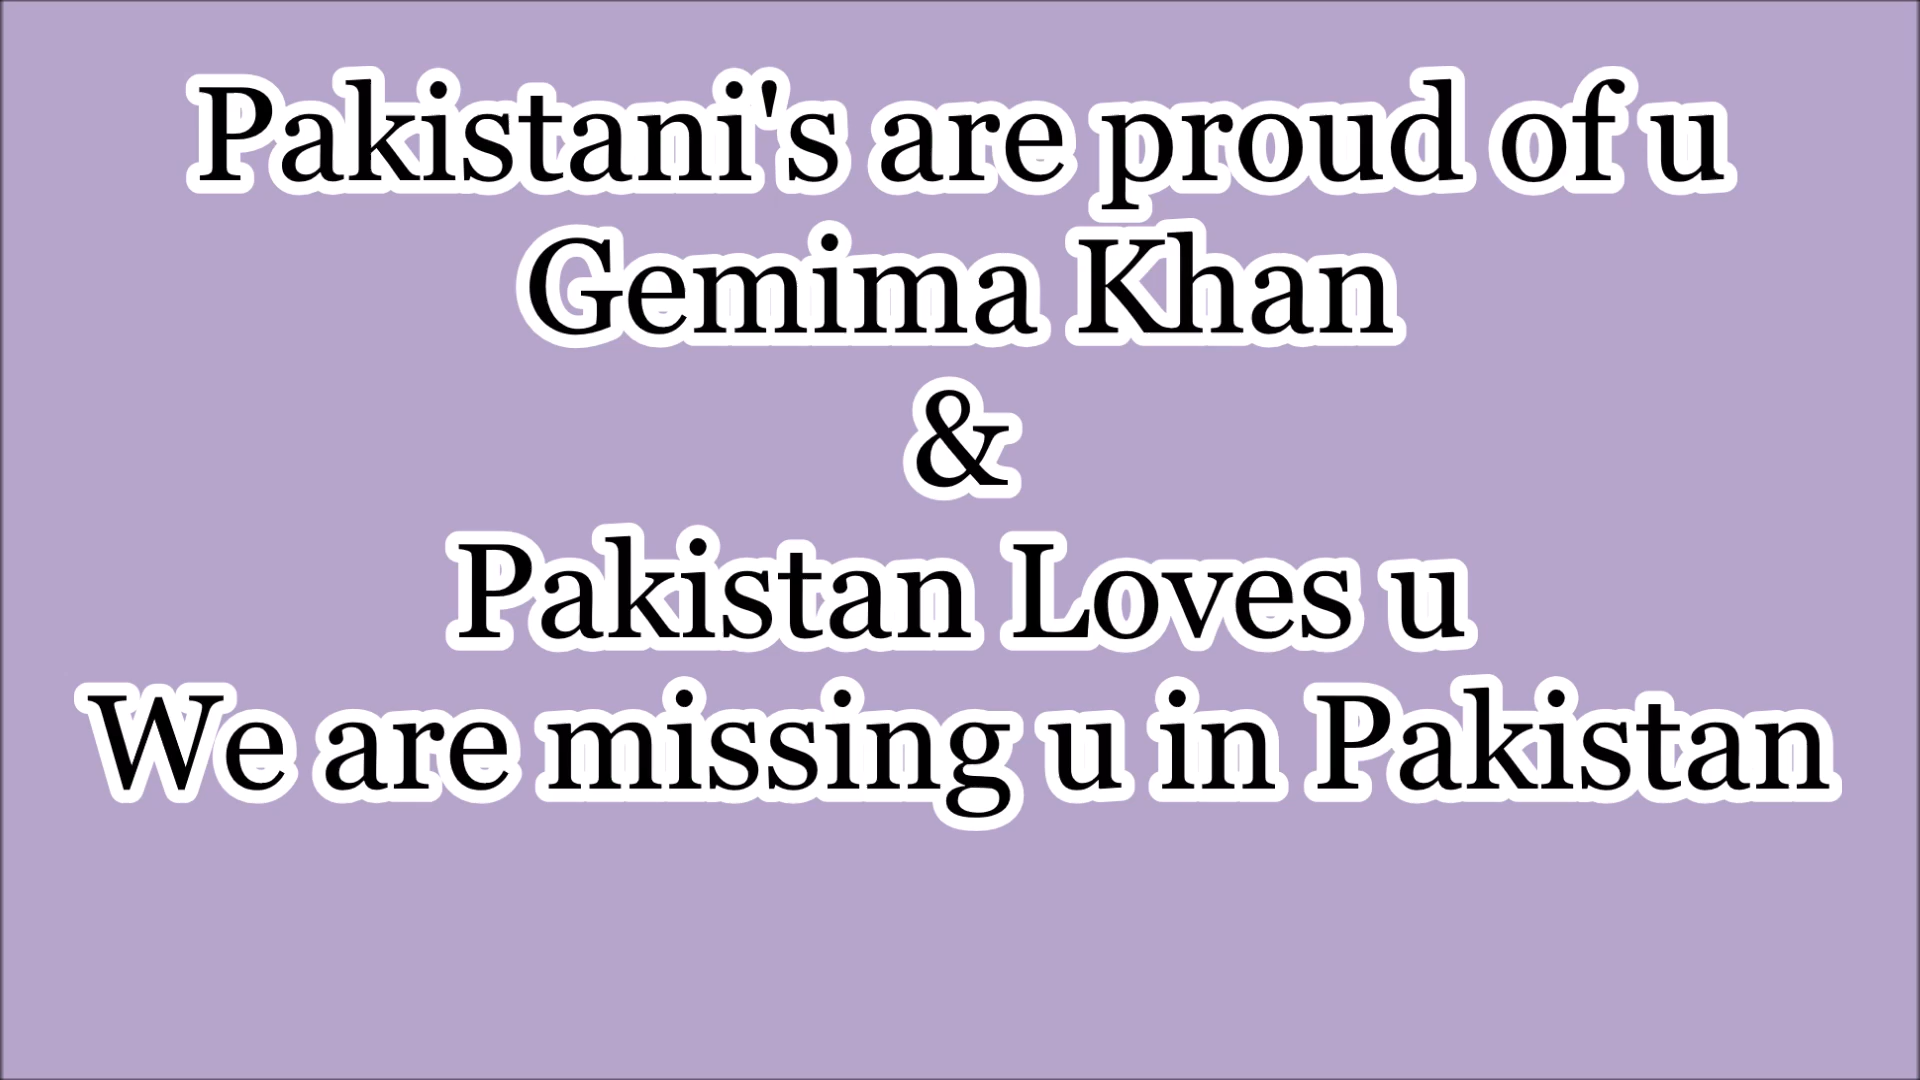 Pakistani's are proud of u
Gemima Khan
&
Pakistan Loves u
We are missing u in Pakistan